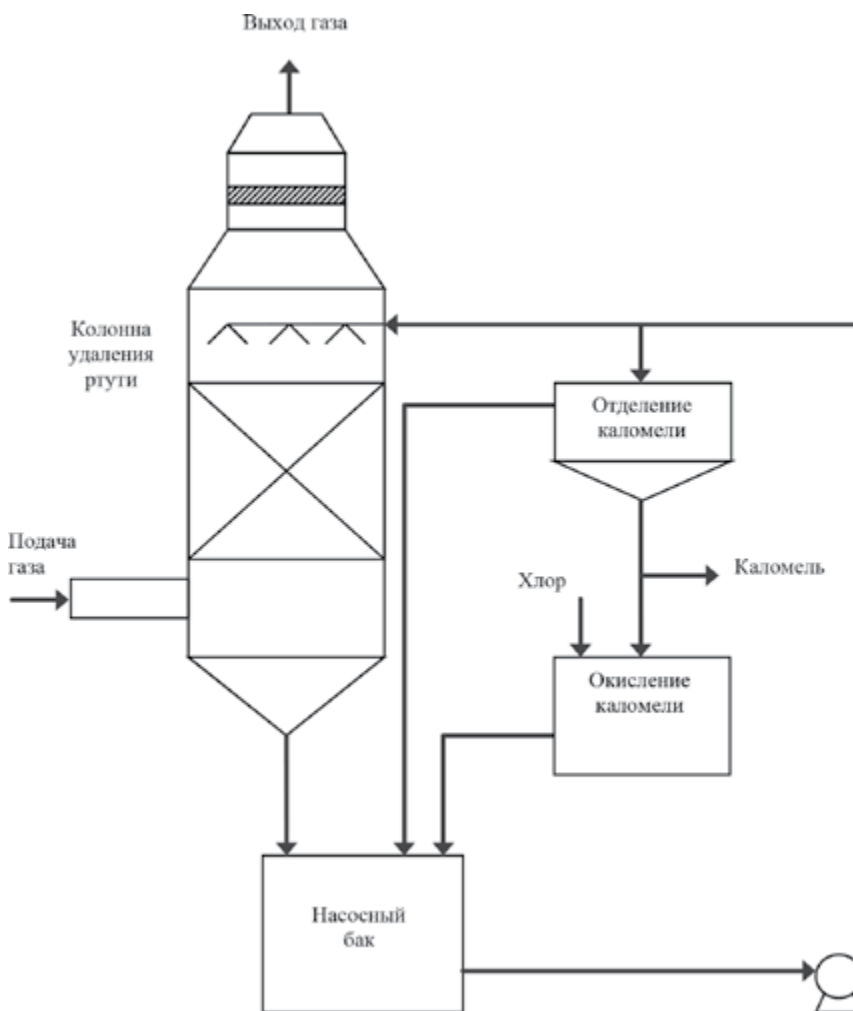 Выход газа
Колонна
удаления
ртути
Отделение
каломели
Подача
газа
Хлор
Каломель
Окисление
каломели
Насосный
бак